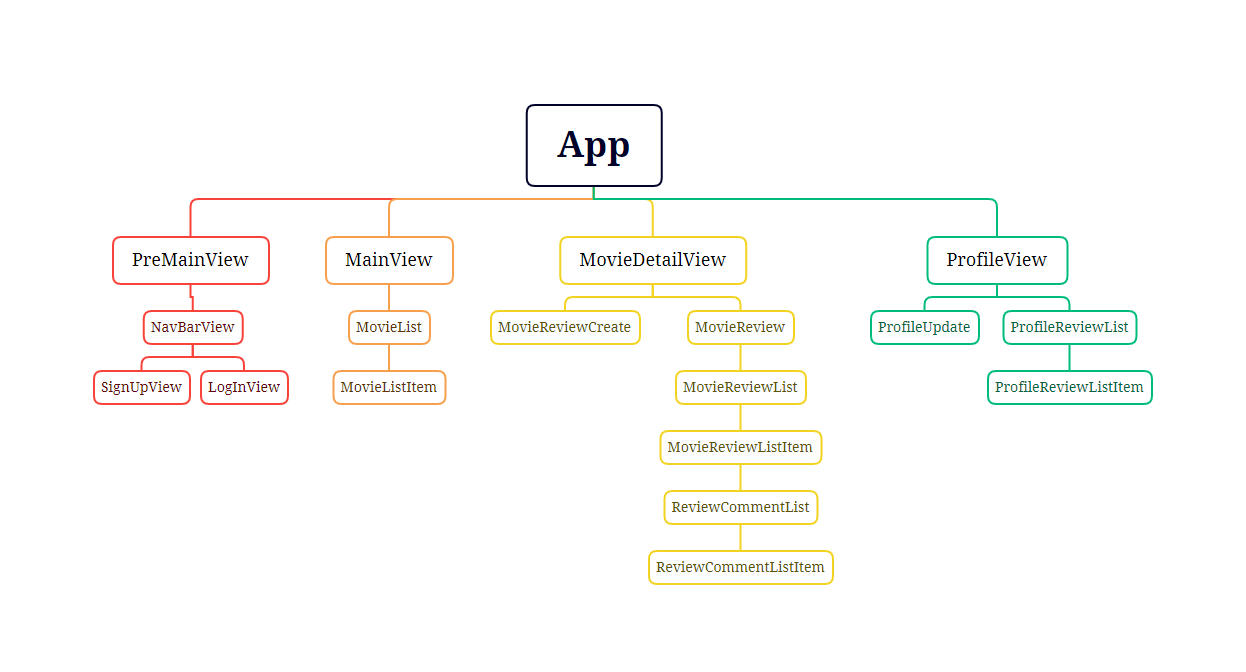 App
PreMainView
MainView
MovieDetailView
ProfileView
NavBarView
MovieList
MovieReviewCreate
MovieReview
ProfileUpdate
ProfileReviewList
SignUpView
LogInView
MovieListItem
MovieReviewList
ProfileReviewListItem
MovieReviewListItem
ReviewCommentList
ReviewCommentListItem